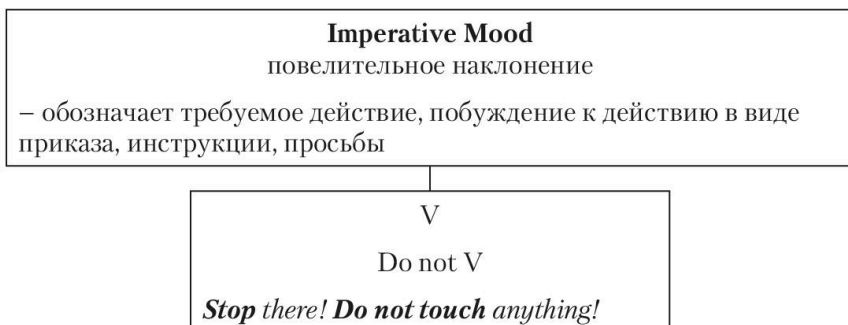 Imperative Mood
повелительное наклонение
– обозначает требуемое действие, побуждение к действию в виде
приказа, инструкции, просьбы
V
Do not V
Stop there! Do not touch anything!